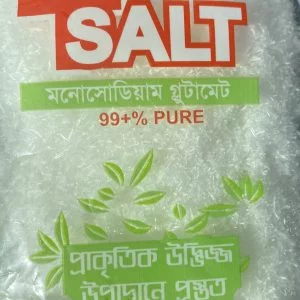 SALT
মনোসোডিয়াম গ্লুটামেট
99+% PURE
প্রাকৃতিক উদ্ভিজ্জ
উপাদানে প্রস্তুত